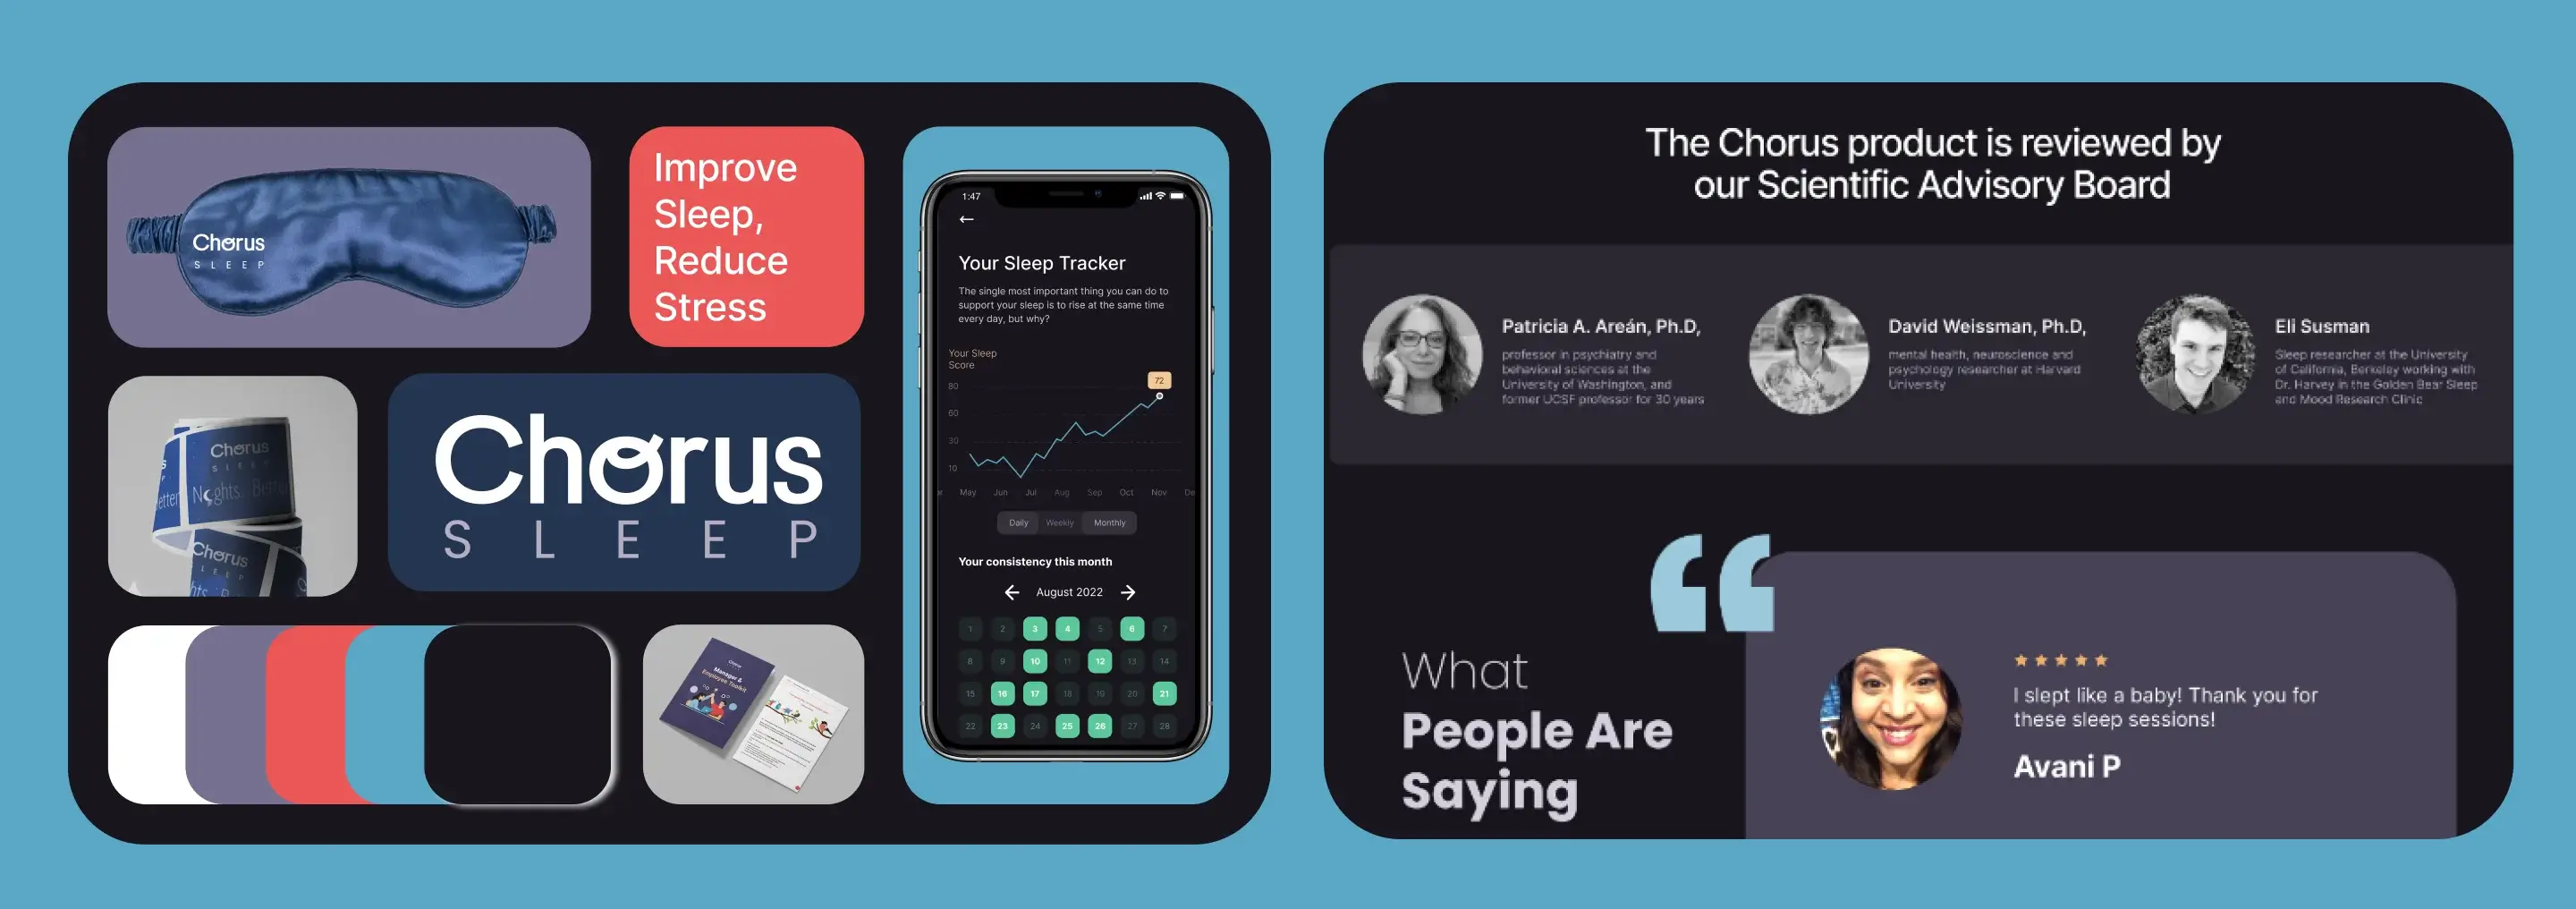 Chorus
SLEEP
Improve
Sleep,
Reduce
Stress
Chorus
SLEEP
Nights. Better
etter
Chorus
SLEEP
Chorus
SLEEP
Manager &
Employee Toolkit
1:47
Your Sleep Tracker
The single most important thing you can do to
support your sleep is to rise at the same time
every day, but why?
Your Sleep
Score
72
80
60
30
10
May Jun Jul Aug Sep Oct Nov De
Daily Weekly Monthly
Your consistency this month
August 2022
1 2 3 4 5 6 7
8 9 10 11 12 13 14
15 16 17 18 19 20 21
22 23 24 25 26 27 28
The Chorus product is reviewed by
our Scientific Advisory Board
Patricia A. Areán, Ph.D,
professor in psychiatry and
behavioral sciences at the
University of Washington, and
former UCSF professor for 30 years
David Weissman, Ph.D,
mental health, neuroscience and
psychology researcher at Harvard
University
Eli Susman
Sleep researcher at the University
of California, Berkeley working with
Dr. Harvey in the Golden Bear Sleep
and Mood Research Clinic
“
What
People Are
Saying
★★★★★
I slept like a baby! Thank you for
these sleep sessions!
Avani P